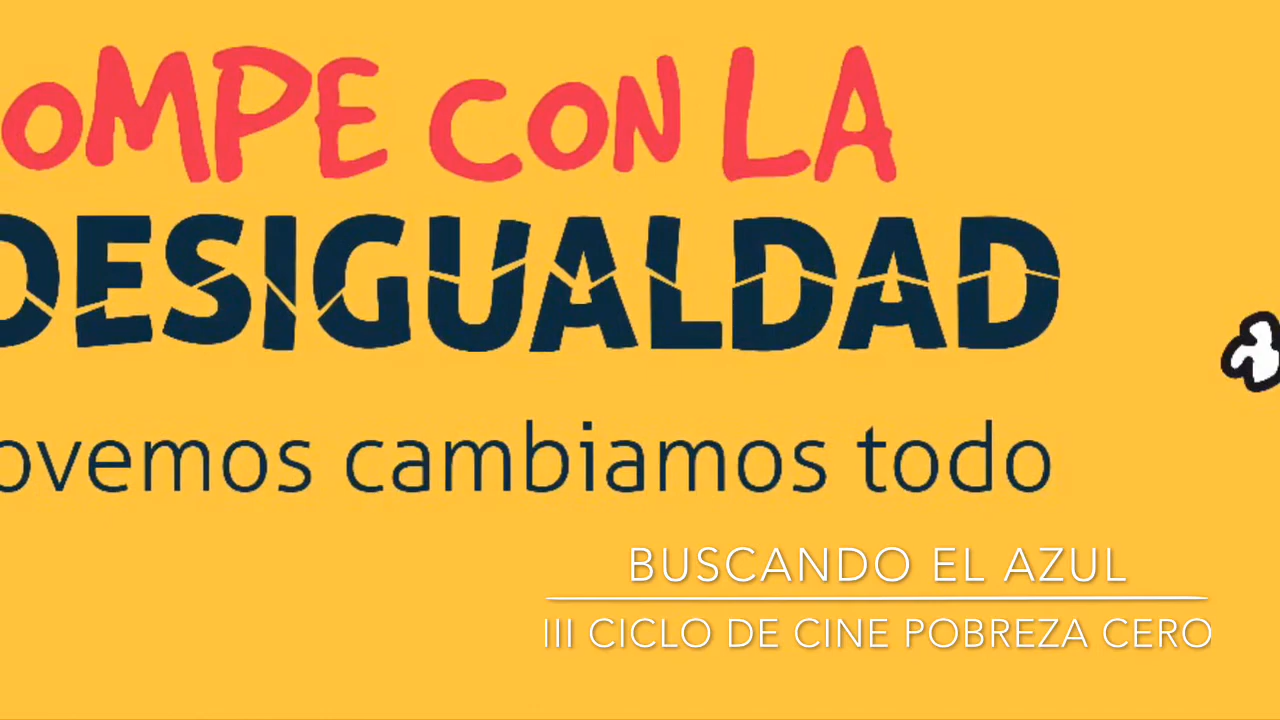 OMPE CON LA
DESIGUALDAD
ovemos cambiamos todo
BUSCANDO EL AZUL
III CICLO DE CINE POBREZA CERO